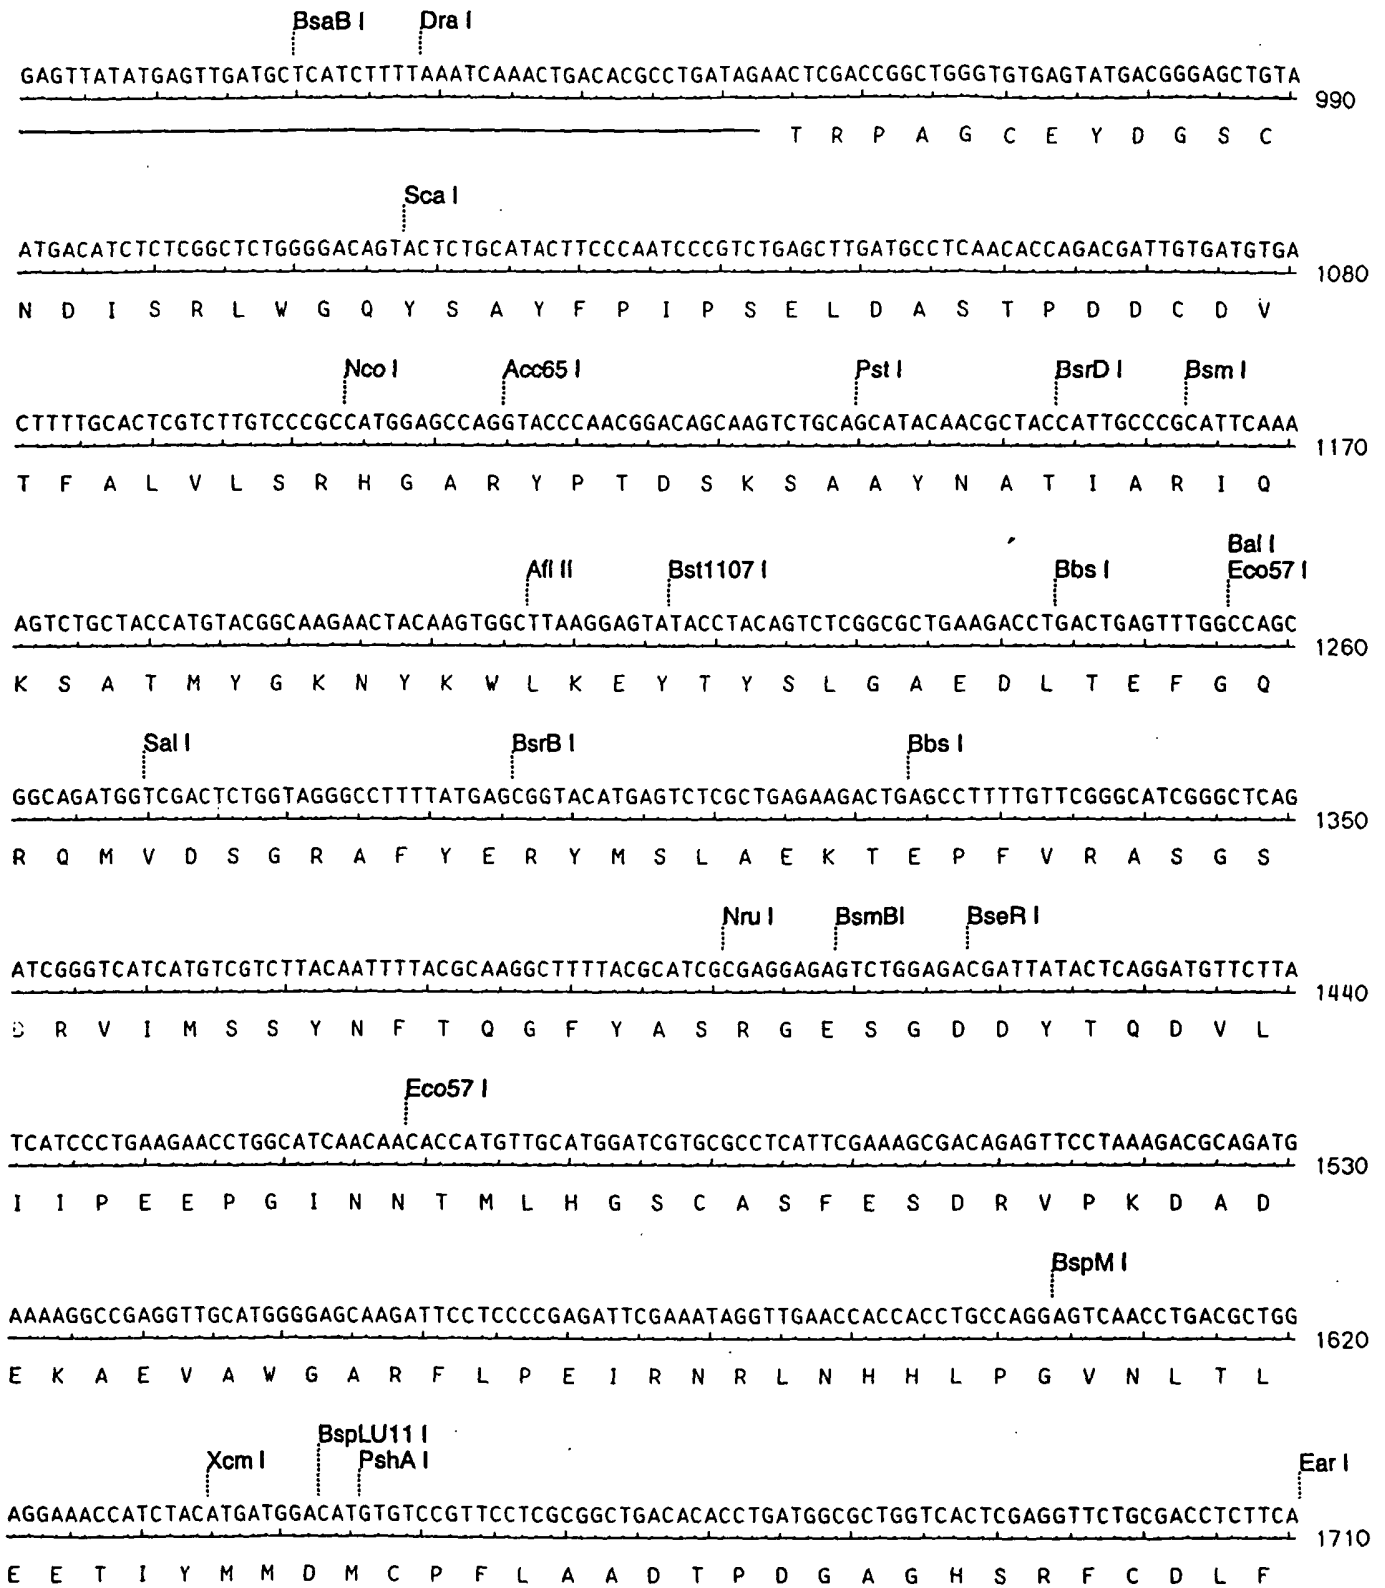 BsaB I Dra I
GAGTTATATGAGTTGATGCTCATCTTTTAAATCAAACTGACACGCCTGATAGAACTCGACCGGCTGGGTGTGAGTATGACGGGAGCTGTA
990
T R P A G C E Y D G S C
Sca I
ATGACATCTCTCGGCTCTGGGGACAGTACTCTGCATACTTCCCAATCCCGTCTGAGCTTGATGCCTCAACACCAGACGATTGTGATGTGA
1080
N D I S R L W G Q Y S A Y F P I P S E L D A S T P D D C D V
Nco I Acc65 I Pst I BsrD I Bsm I
CTTTTGCACTCGTCTTGTCCCGCCATGGAGCCAGGTACCCAACGGACAGCAAGTCTGCAGCATACAACGCTACCATTGCCCGCATTCAAA
1170
T F A L V L S R H G A R Y P T D S K S A A Y N A T I A R I Q
Bal I
Afl II Bst1107 I Bbs I Eco57 I
AGTCTGCTACCATGTACGGCAAGAACTACAAGTGGCTTAAGGAGTATACCTACAGTCTCGGCGCTGAAGACCTGACTGAGTTTGGCCAGC
1260
K S A T M Y G K N Y K W L K E Y T Y S L G A E D L T E F G Q
Sal I BsrB I Bbs I
GGCAGATGGTCGACTCTGGTAGGGCCTTTTATGAGCGGTACATGAGTCTCGCTGAGAAGACTGAGCCTTTTGTTCGGGCATCGGGCTCAG
1350
R Q M V D S G R A F Y E R Y M S L A E K T E P F V R A S G S
Nru I BsmBI BseR I
ATCGGGTCATCATGTCGTCTTACAATTTTACGCAAGGCTTTTACGCATCGCGAGGAGAGTCTGGAGACGATTATACTCAGGATGTTCTTA
1440
D R V I M S S Y N F T Q G F Y A S R G E S G D D Y T Q D V L
Eco57 I
TCATCCCTGAAGAACCTGGCATCAACAACACCATGTTGCATGGATCGTGCGCCTCATTCGAAAGCGACAGAGTTCCTAAAGACGCAGATG
1530
I I P E E P G I N N T M L H G S C A S F E S D R V P K D A D
BspM I
AAAAGGCCGAGGTTGCATGGGGAGCAAGATTCCTCCCCGAGATTCGAAATAGGTTGAACCACCACCTGCCAGGAGTCAACCTGACGCTGG
1620
E K A E V A W G A R F L P E I R N R L N H H L P G V N L T L
BspLU11 I
Xcm I PshA I Ear I
AGGAAACCATCTACATGATGGACATGTGTCCGTTCCTCGCGGCTGACACACCTGATGGCGCTGGTCACTCGAGGTTCTGCGACCTCTTCA
1710
E E T I Y M M D M C P F L A A D T P D G A G H S R F C D L F